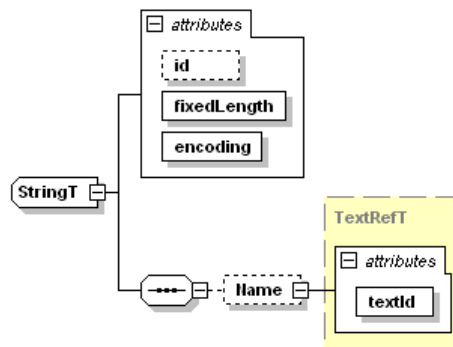 attributes
id
fixedLength
encoding
StringT
TextRefT
attributes
Name
textId